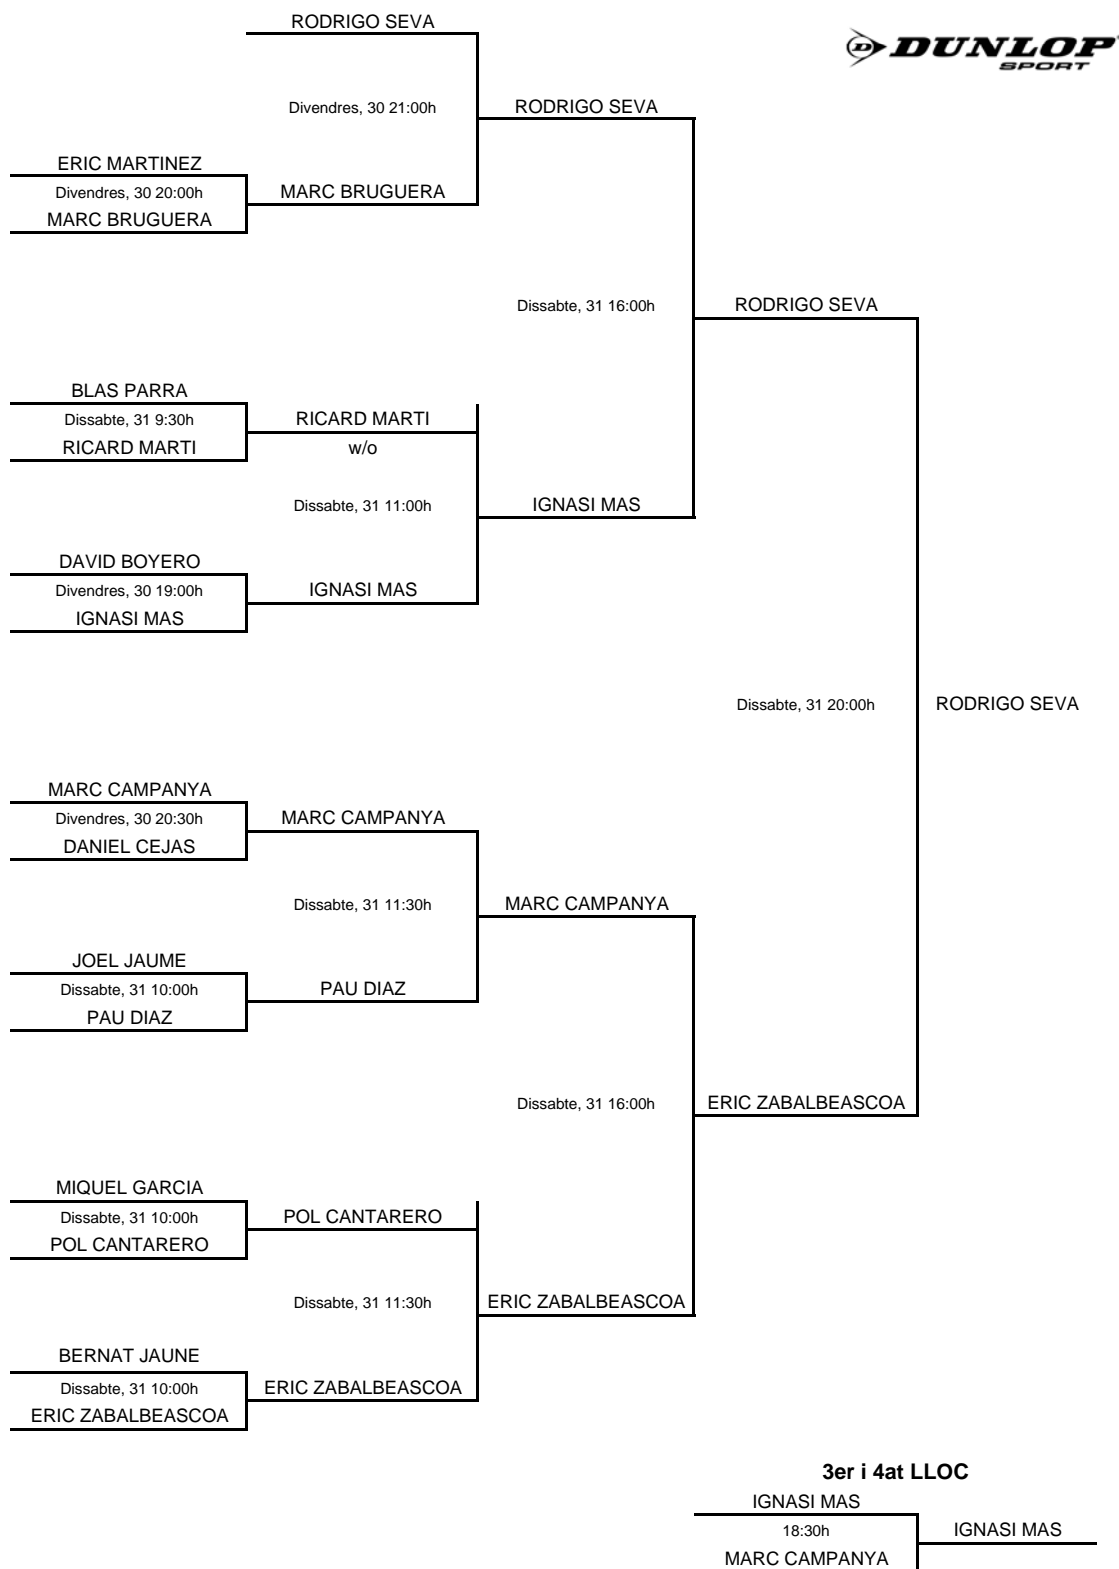 RODRIGO SEVA
DUNLOP
SPORT
Divendres, 30 21:00h
RODRIGO SEVA
ERIC MARTINEZ
Divendres, 30 20:00h
MARC BRUGUERA
MARC BRUGUERA
Dissabte, 31 16:00h
RODRIGO SEVA
BLAS PARRA
Dissabte, 31 9:30h
RICARD MARTI
RICARD MARTI
w/o
Dissabte, 31 11:00h
IGNASI MAS
DAVID BOYERO
Divendres, 30 19:00h
IGNASI MAS
IGNASI MAS
Dissabte, 31 20:00h
RODRIGO SEVA
MARC CAMPANYA
Divendres, 30 20:30h
MARC CAMPANYA
DANIEL CEJAS
Dissabte, 31 11:30h
MARC CAMPANYA
JOEL JAUME
Dissabte, 31 10:00h
PAU DIAZ
PAU DIAZ
Dissabte, 31 16:00h
ERIC ZABALBEASCOA
MIQUEL GARCIA
Dissabte, 31 10:00h
POL CANTARERO
POL CANTARERO
Dissabte, 31 11:30h
ERIC ZABALBEASCOA
BERNAT JAUNE
Dissabte, 31 10:00h
ERIC ZABALBEASCOA
ERIC ZABALBEASCOA
3er i 4at LLOC
IGNASI MAS
18:30h
IGNASI MAS
MARC CAMPANYA